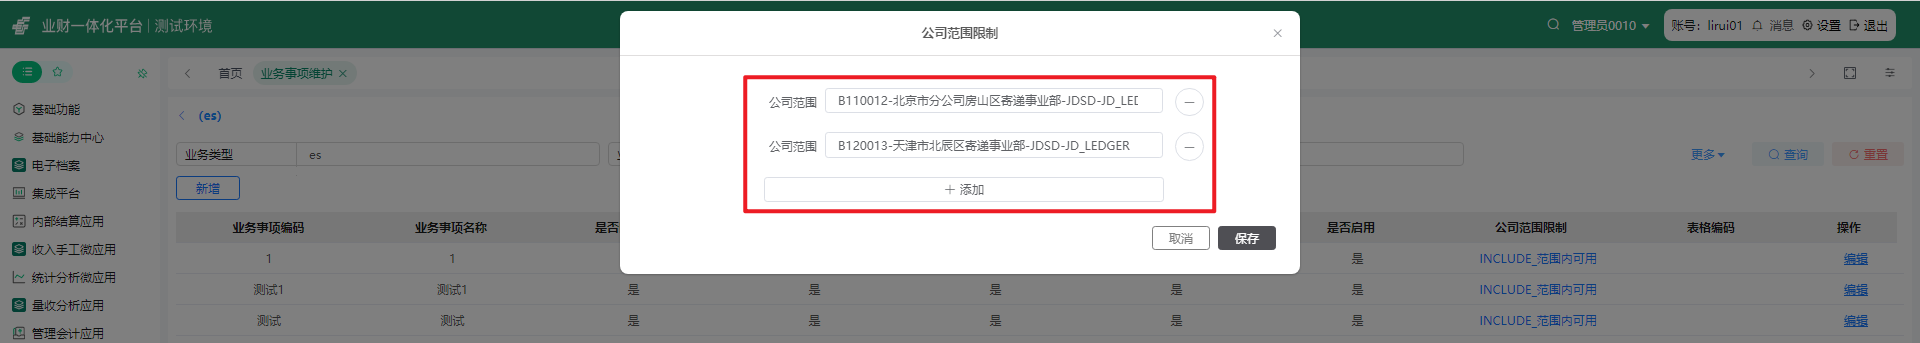 业财一体化平台 | 测试环境
公司范围限制
管理员0010
账号：lirui01 消息 设置 退出
首页 业务事项维护
基础功能
基础能力中心
电子档案
集成平台
内部结算应用
收入手工微应用
统计分析微应用
量收分析应用
管理会计应用
(es)
业务类型 es
更多 查询 重置
新增
公司范围 B110012-北京市分公司房山区寄递事业部-JDSD-JD_LED
公司范围 B120013-天津市北辰区寄递事业部-JDSD-JD_LEDGER
添加
取消 保存
业务事项编码 业务事项名称 是否 是否启用 公司范围限制 表格编码 操作
1 1 是 INCLUDE_范围内可用 编辑
测试1 测试1 是 是 是 是 是 INCLUDE_范围内可用 编辑
测试 测试 是 是 是 是 是 INCLUDE_范围内可用 编辑